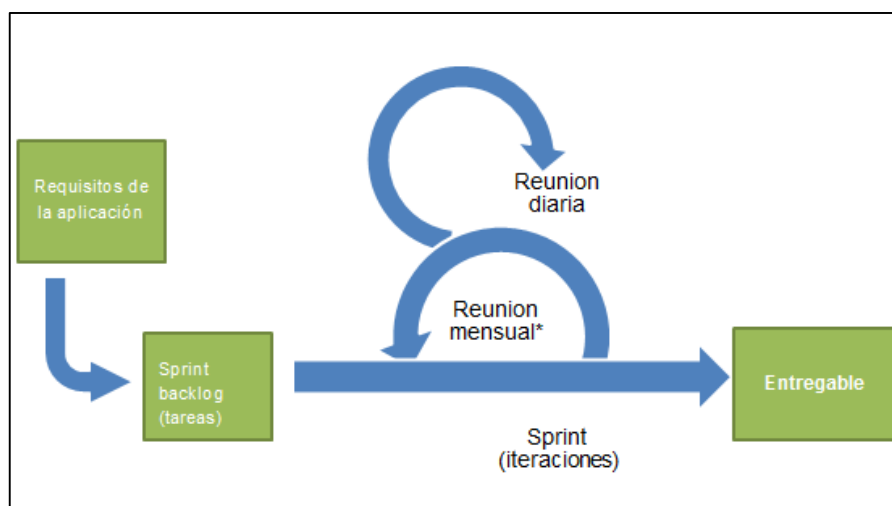 Requisitos de
la aplicación
Reunion
diaria
Reunion
mensual*
Sprint
backlog
(tareas)
Entregable
Sprint
(iteraciones)